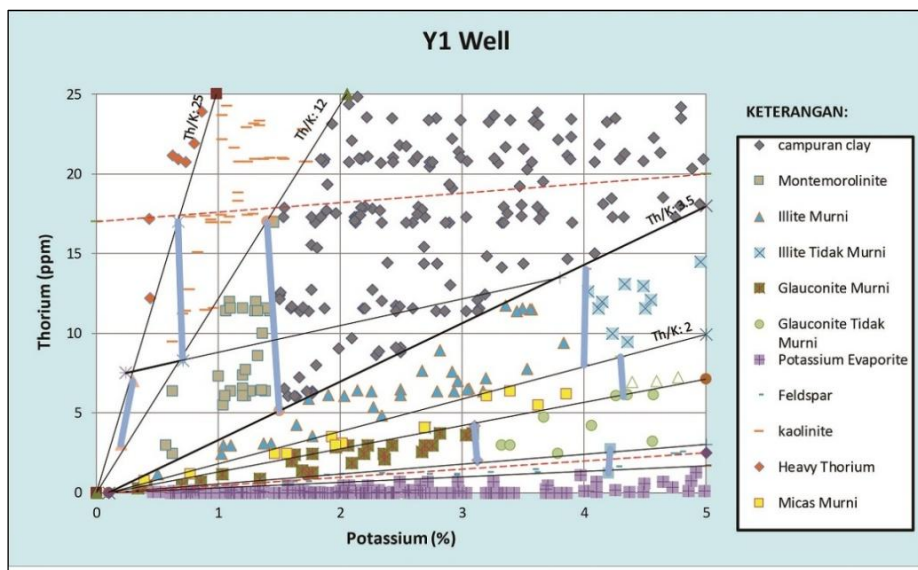 Y1 Well
25
20
15
10
5
0
Thorium (ppm)
0
1
2
3
4
5
Potassium (%)
Th/K: 25
Th/K: 12
Th/K: 3.5
Th/K: 2
KETERANGAN:
campuran clay
Montemorolinite
Illite Murni
Illite Tidak Murni
Glauconite Murni
Glauconite Tidak
Murni
Potassium Evaporite
Feldspar
kaolinite
Heavy Thorium
Micas Murni